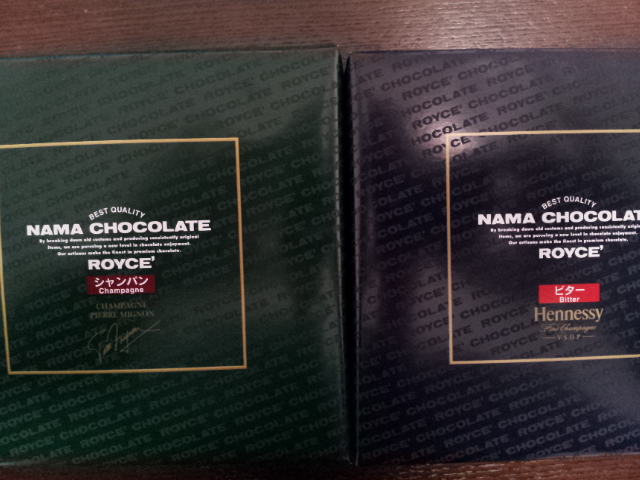 BEST QUALITY
NAMA CHOCOLATE
By breaking down old customs and producing consistently original
items, we are pursuing a new level in chocolate enjoyment.
Our artisans make the finest in premium chocolate.
ROYCE'
シャンパン
Champagne
CHAMPAGNE
PIERRE MIGNON
BEST QUALITY
NAMA CHOCOLAT
By breaking down old customs and producing consistently original
items, we are pursuing a new level in chocolate enjoyment.
Our artisans make the finest in premium chocolate.
ROYCE'
ビター
Bitter
Hennessy
Fine Champagne
V.S.O.P